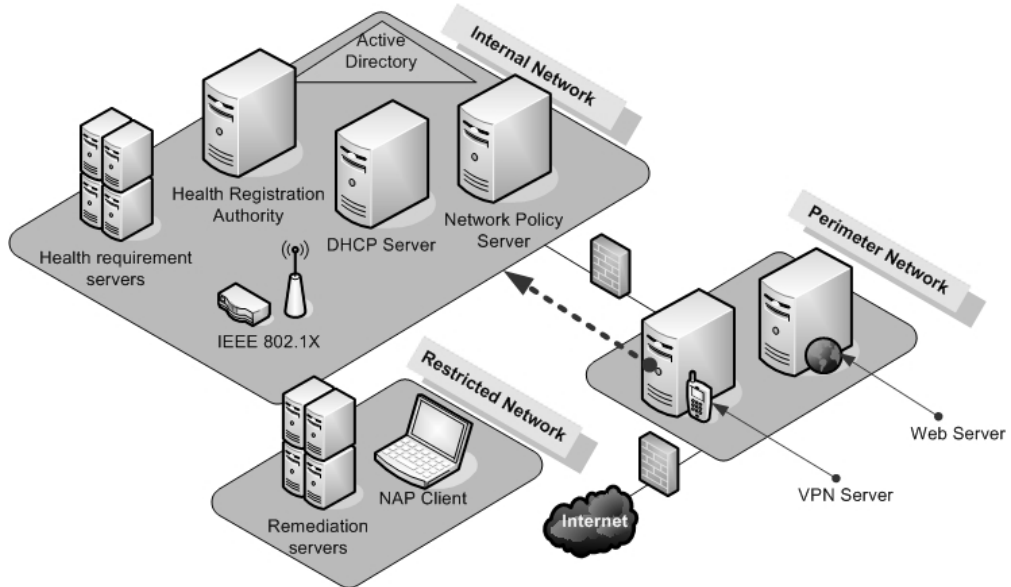 Active
Directory
Internal Network
Health Registration
Authority
DHCP Server
Network Policy
Server
Health requirement
servers
IEEE 802.1X
Perimeter Network
Web Server
VPN Server
Restricted Network
NAP Client
Remediation
servers
Internet